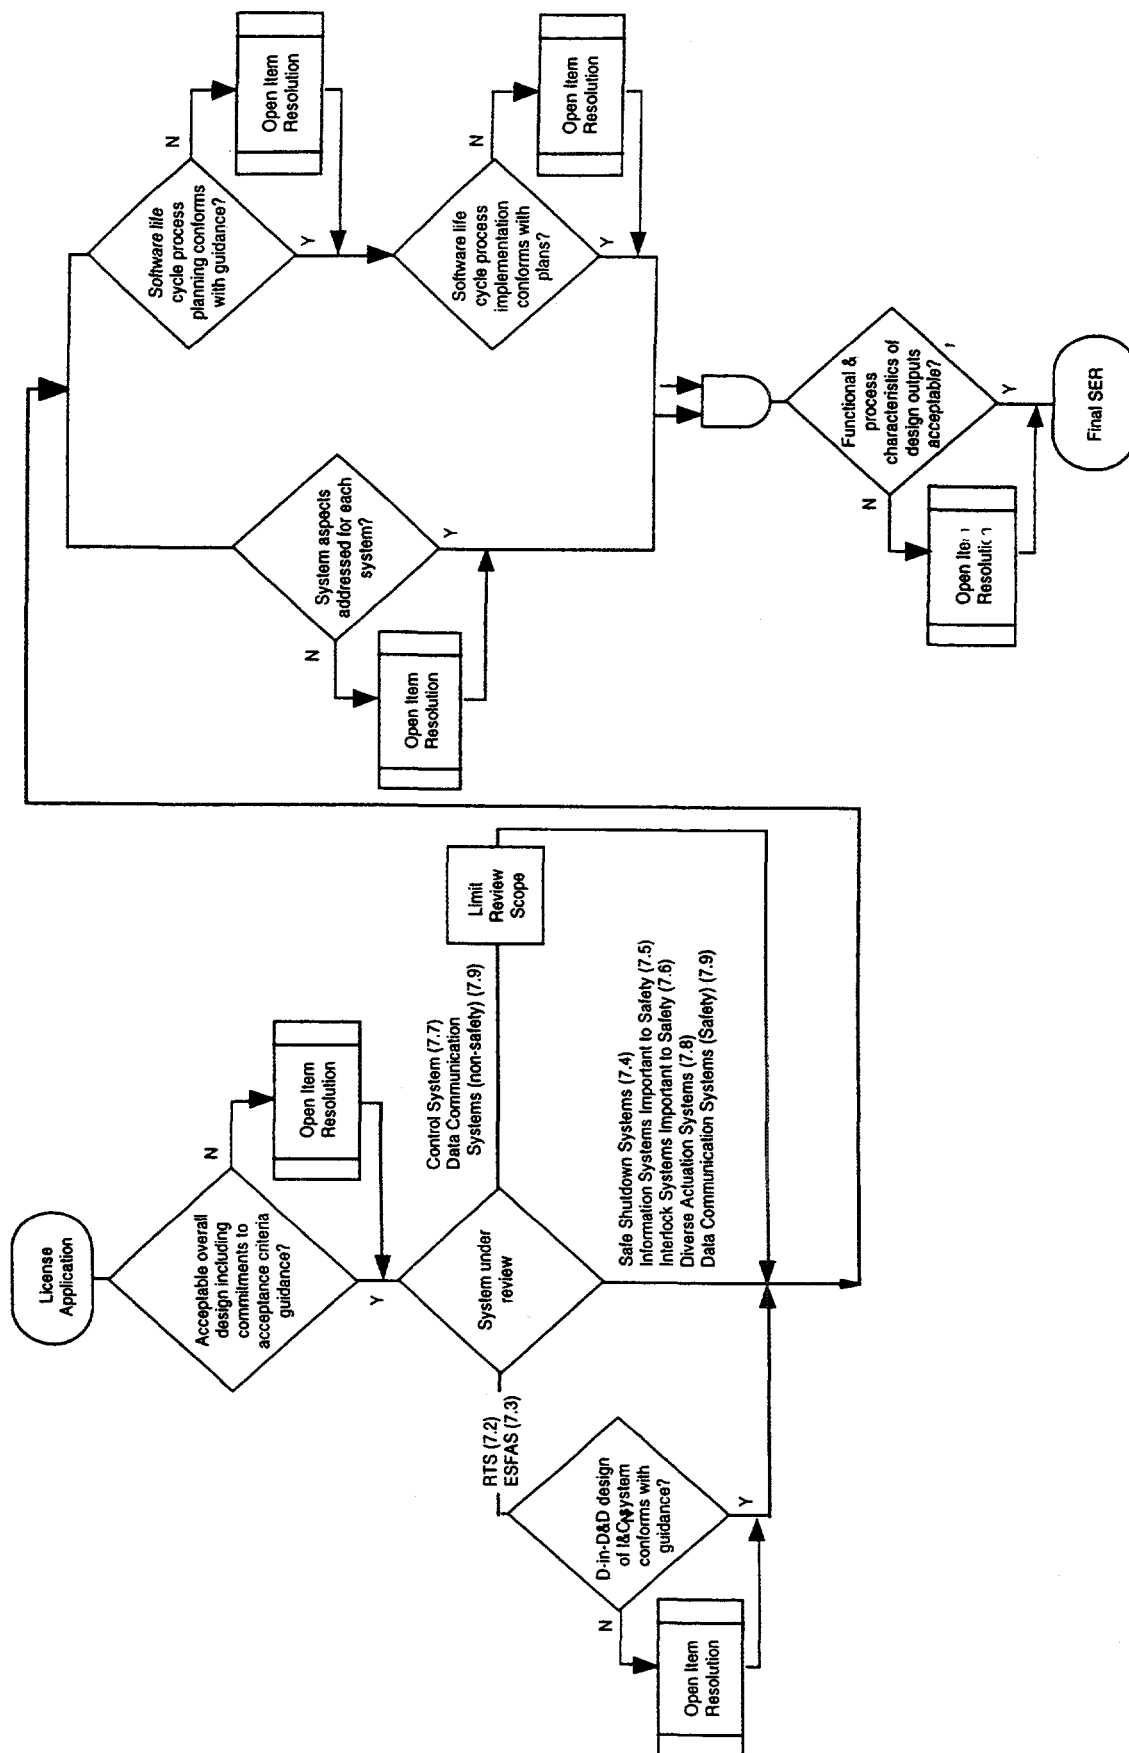 License
Application
Acceptable overall
design including
commitments to
acceptance criteria
guidance?
N
Open Item
Resolution
Y
System under
review
Control System (7.7)
Data Communication
Systems (non-safety) (7.9)
Limit
Review
Scope
RTS (7.2)
ESFAS (7.3)
D-in-D&D design
of I&C system
conforms with
guidance?
N
Open Item
Resolution
Y
Safe Shutdown Systems (7.4)
Information Systems Important to Safety (7.5)
Interlock Systems Important to Safety (7.6)
Diverse Actuation Systems (7.8)
Data Communication Systems (Safety) (7.9)
System aspects
addressed for each
system?
N
Open Item
Resolution
Y
Software life
cycle process
planning conforms
with guidance?
N
Open Item
Resolution
Y
Software life
cycle process
implementation
conforms with
plans?
N
Open Item
Resolution
Y
Functional &
process
characteristics of
design outputs
acceptable?
N
Open Item
Resolution
Y
Final SER